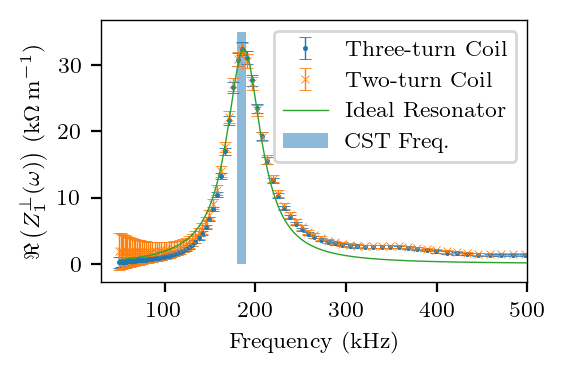 ℜ(Z₁^⊥(ω)) (kΩ m⁻¹)
30
20
10
0
Three-turn Coil
Two-turn Coil
Ideal Resonator
CST Freq.
100
200
300
400
500
Frequency (kHz)